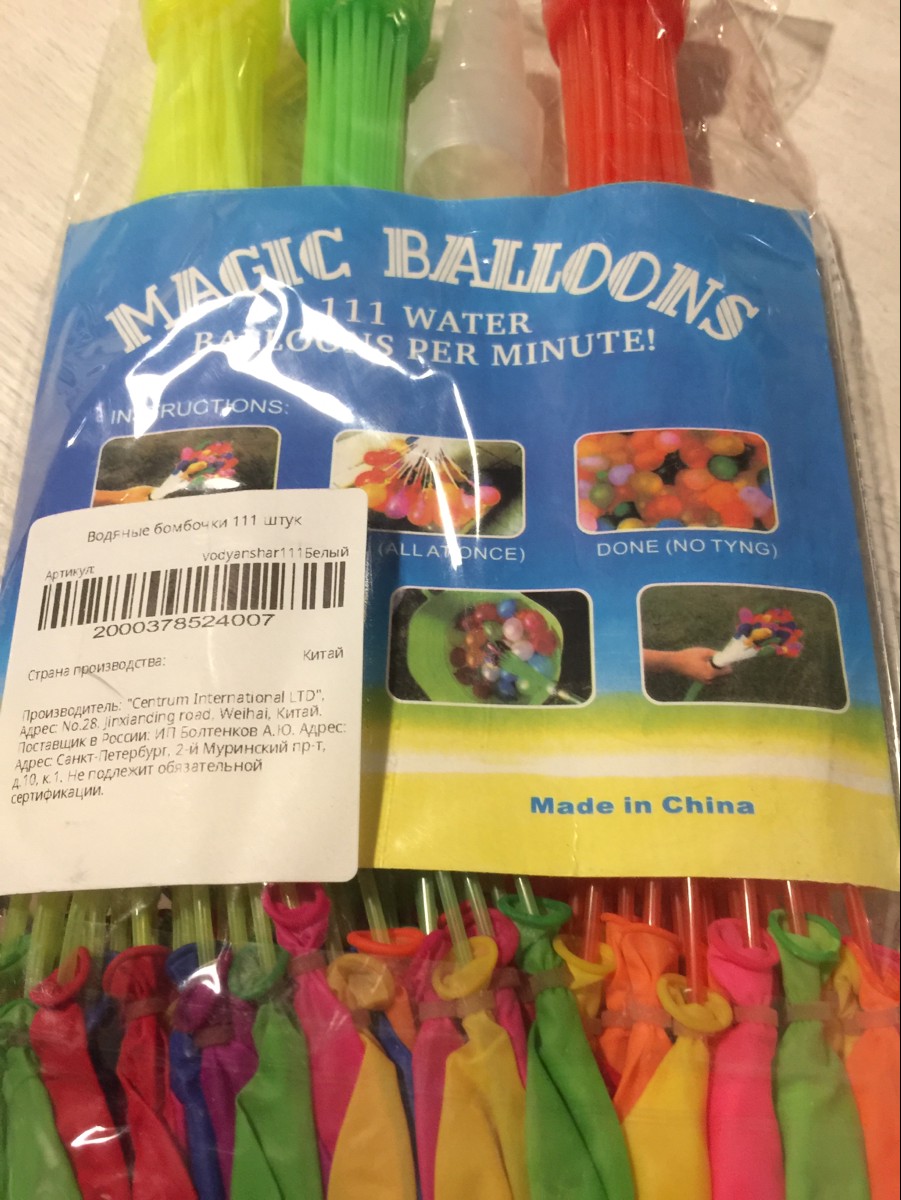 MAGIC BALLOONS
111 WATER
BALLOONS PER MINUTE!
INSTRUCTIONS:
(ALL AT ONCE)
DONE (NO TYNG)
Водяные бомбочки 111 штук
Артикул: vodyanshar111Белый
2000378524007
Страна производства: Китай
Производитель: "Centrum International LTD",
Адрес: No.28, Jinxianding road, Weihai, Китай.
Поставщик в России: ИП Болтенков А.Ю. Адрес:
Адрес: Санкт-Петербург, 2-й Муринский пр-т,
д.10, к.1. Не подлежит обязательной
сертификации.
Made in China